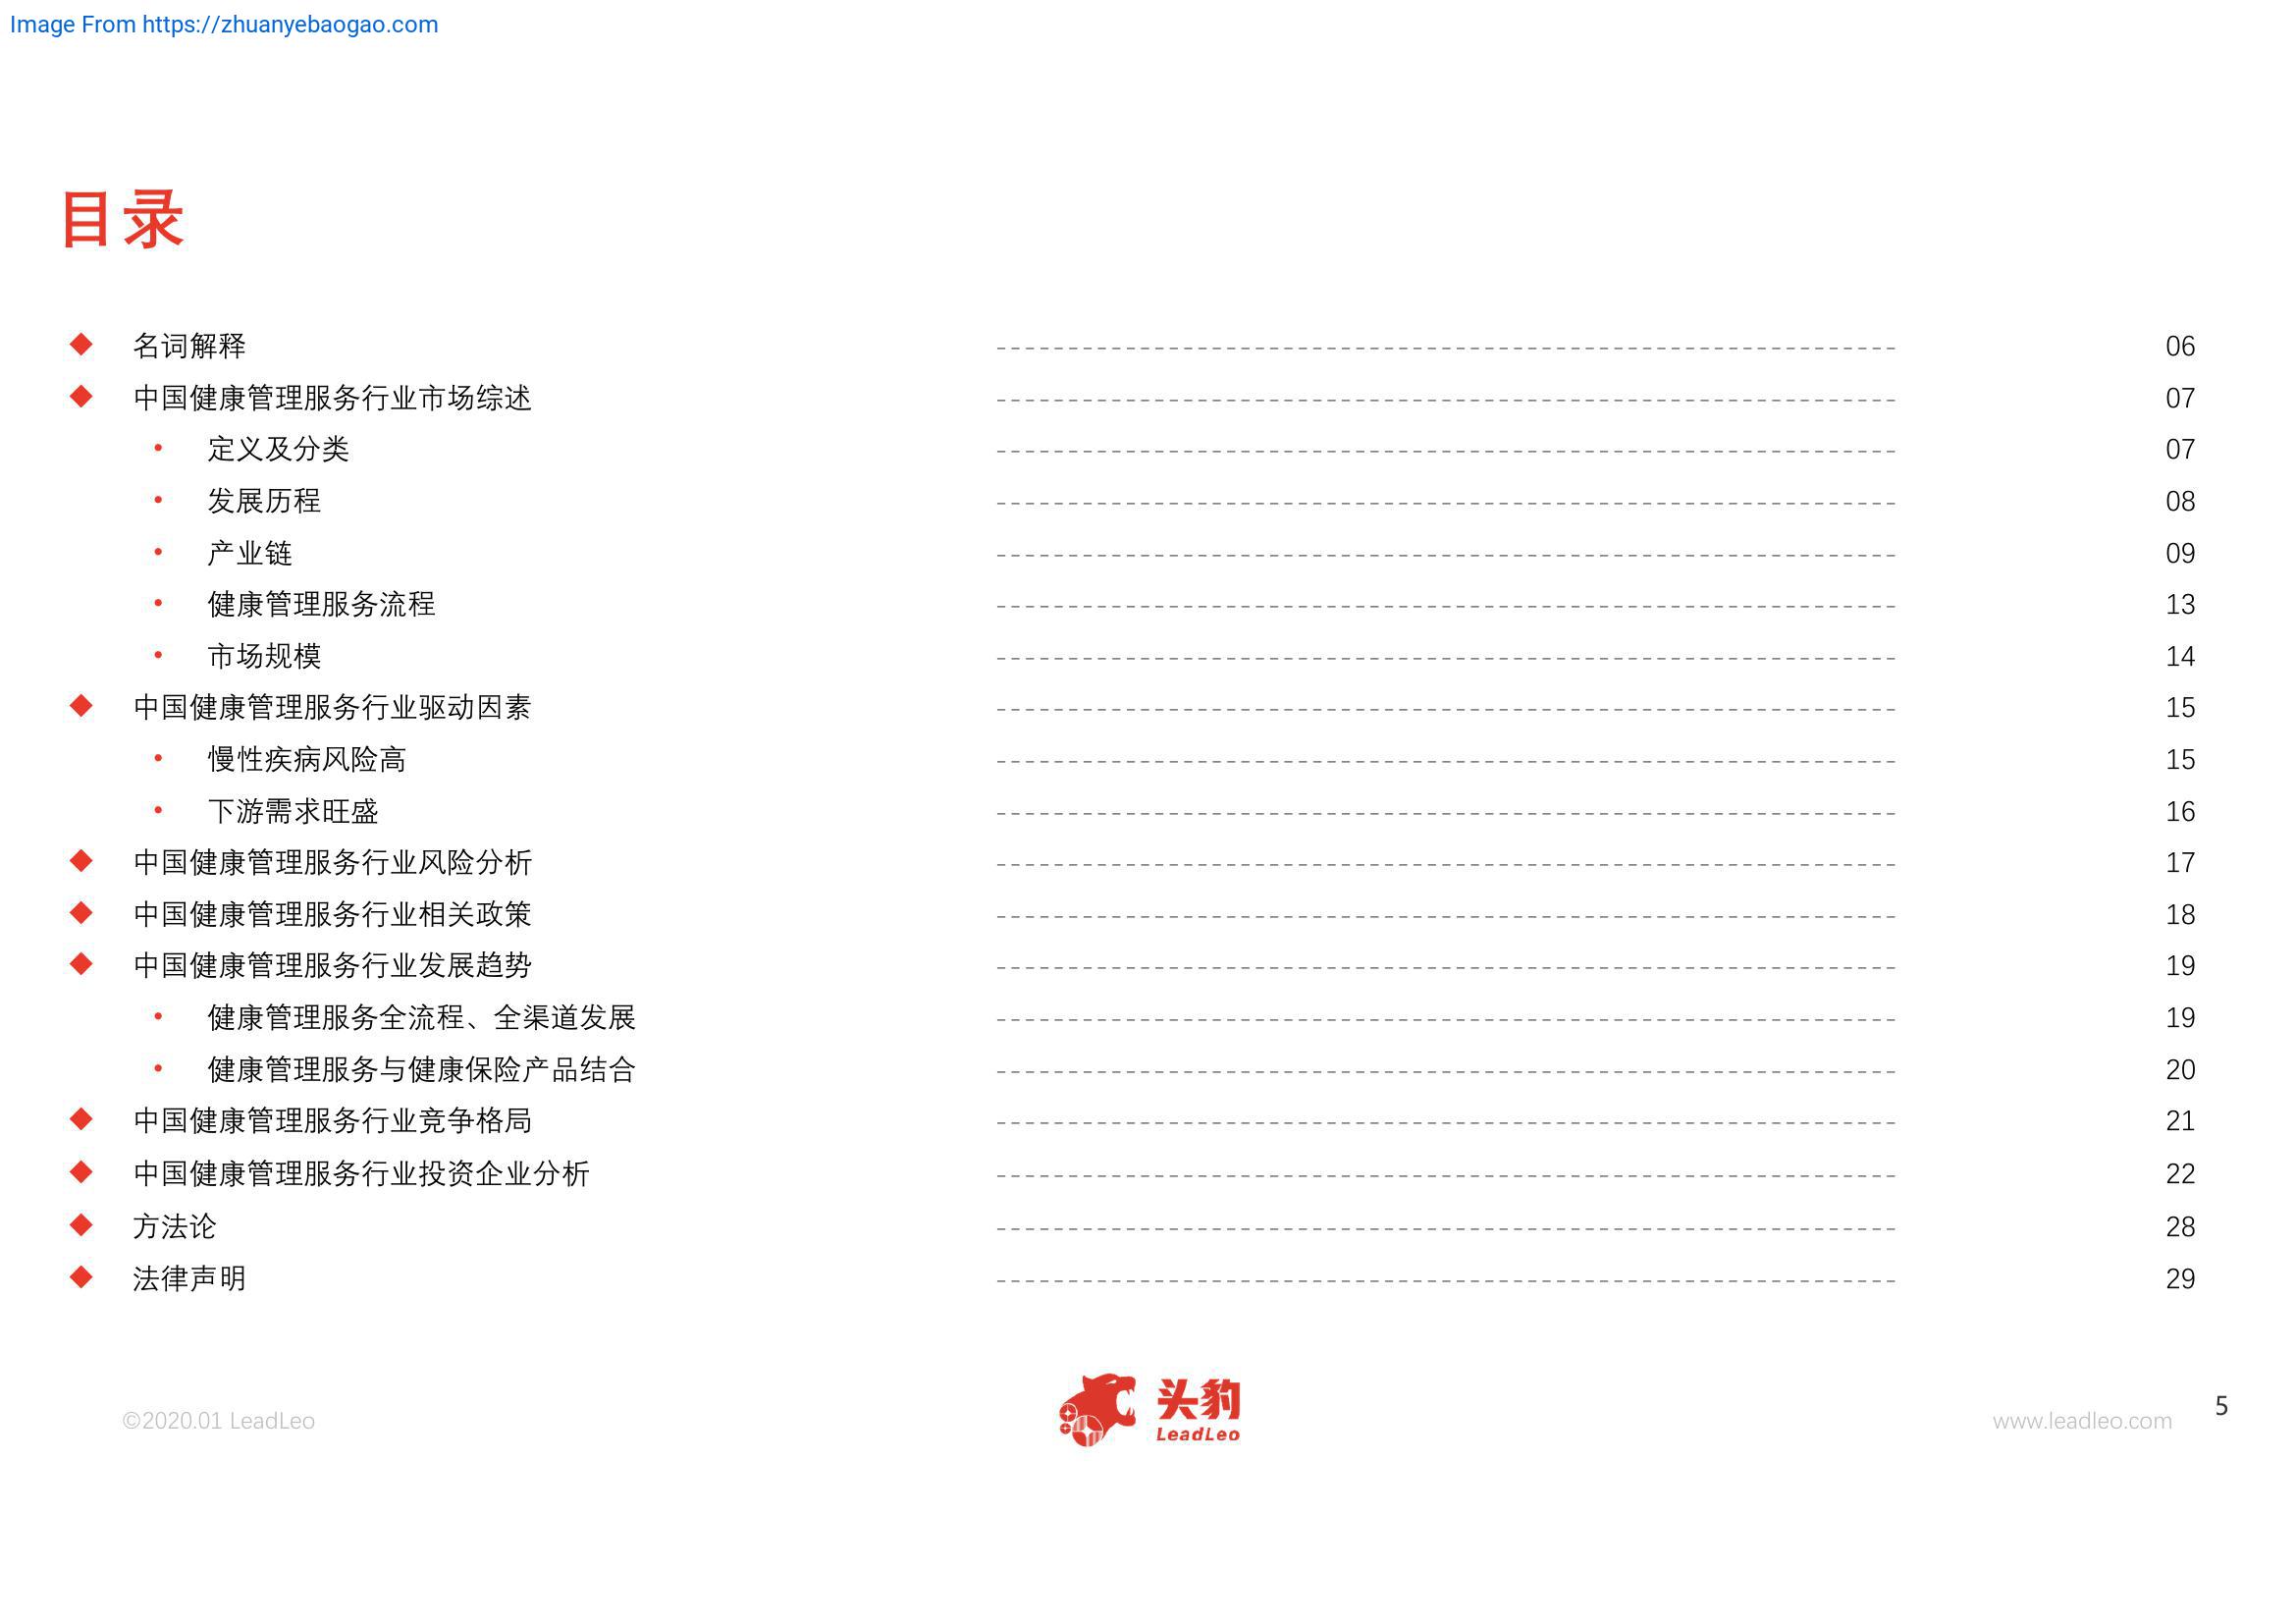 Image From https://zhuanyebaogao.com
目录
◆ 名词解释 ------------------------------ 06
◆ 中国健康管理服务行业市场综述 ------------------------------ 07
• 定义及分类 ------------------------------ 07
• 发展历程 ------------------------------ 08
• 产业链 ------------------------------ 09
• 健康管理服务流程 ------------------------------ 13
• 市场规模 ------------------------------ 14
◆ 中国健康管理服务行业驱动因素 ------------------------------ 15
• 慢性疾病风险高 ------------------------------ 15
• 下游需求旺盛 ------------------------------ 16
◆ 中国健康管理服务行业风险分析 ------------------------------ 17
◆ 中国健康管理服务行业相关政策 ------------------------------ 18
◆ 中国健康管理服务行业发展趋势 ------------------------------ 19
• 健康管理服务全流程、全渠道发展 ------------------------------ 19
• 健康管理服务与健康保险产品结合 ------------------------------ 20
◆ 中国健康管理服务行业竞争格局 ------------------------------ 21
◆ 中国健康管理服务行业投资企业分析 ------------------------------ 22
◆ 方法论 ------------------------------ 28
◆ 法律声明 ------------------------------ 29
©2020.01 LeadLeo
头豹
LeadLeo
www.leadleo.com
5